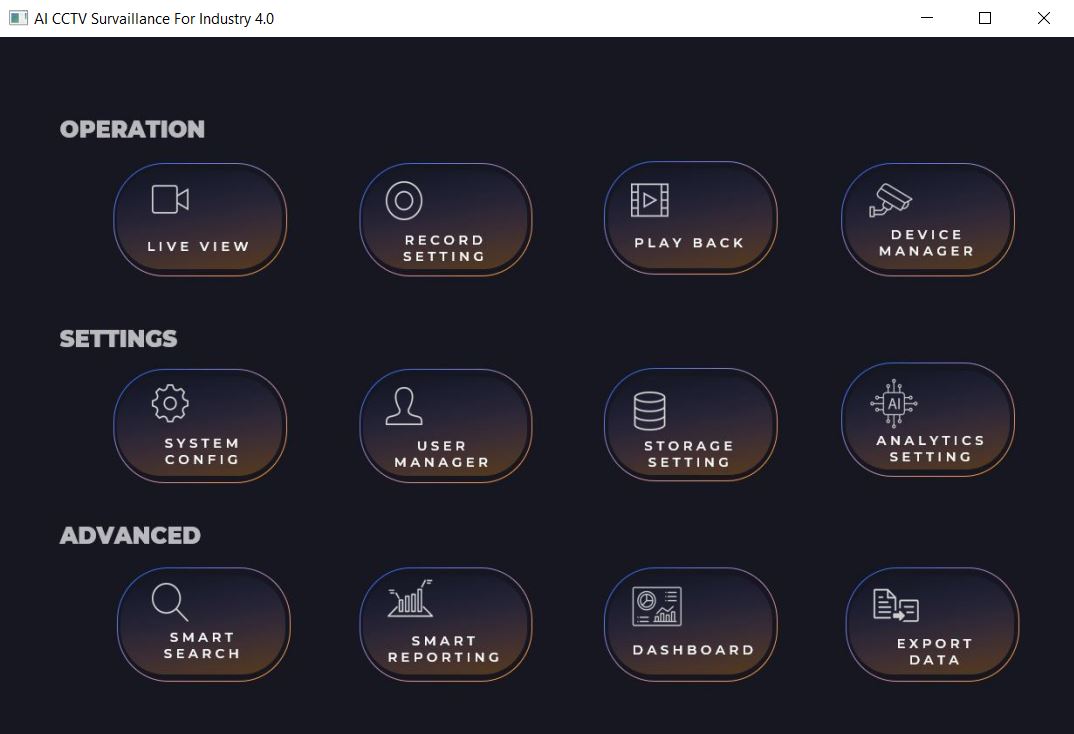 AI CCTV Survaillance For Industry 4.0
OPERATION
LIVE VIEW
RECORD
SETTING
PLAY BACK
DEVICE
MANAGER
SETTINGS
SYSTEM
CONFIG
USER
MANAGER
STORAGE
SETTING
AI
ANALYTICS
SETTING
ADVANCED
SMART
SEARCH
SMART
REPORTING
DASHBOARD
EXPORT
DATA